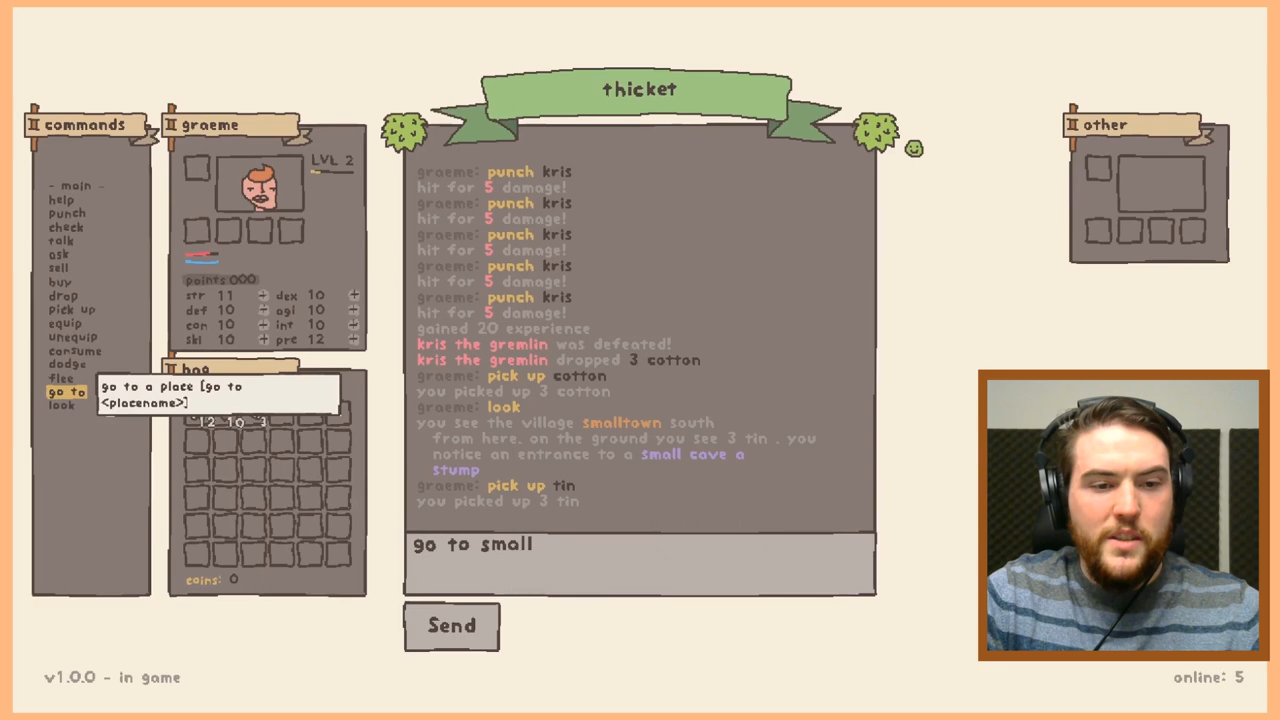 thicket
commands
- main -
help
punch
check
talk
ask
sell
buy
drop
pick up
equip
unequip
consume
dodge
flee
go to
look
go to a place [go to
<placename>]
graeme
LVL 2
points:000
str 11 + dex 10 +
def 10 + agi 10 +
con 10 + int 10 +
skl 10 + pre 12 +
bag
12 10 3
coins: 0
graeme: punch kris
hit for 5 damage!
graeme: punch kris
hit for 5 damage!
graeme: punch kris
hit for 5 damage!
graeme: punch kris
hit for 5 damage!
graeme: punch kris
hit for 5 damage!
gained 20 experience
kris the gremlin was defeated!
kris the gremlin dropped 3 cotton
graeme: pick up cotton
you picked up 3 cotton
graeme: look
you see the village smalltown south
from here. on the ground you see 3 tin . you
notice an entrance to a small cave a
stump
graeme: pick up tin
you picked up 3 tin
go to small
Send
other
v1.0.0 - in game
online: 5